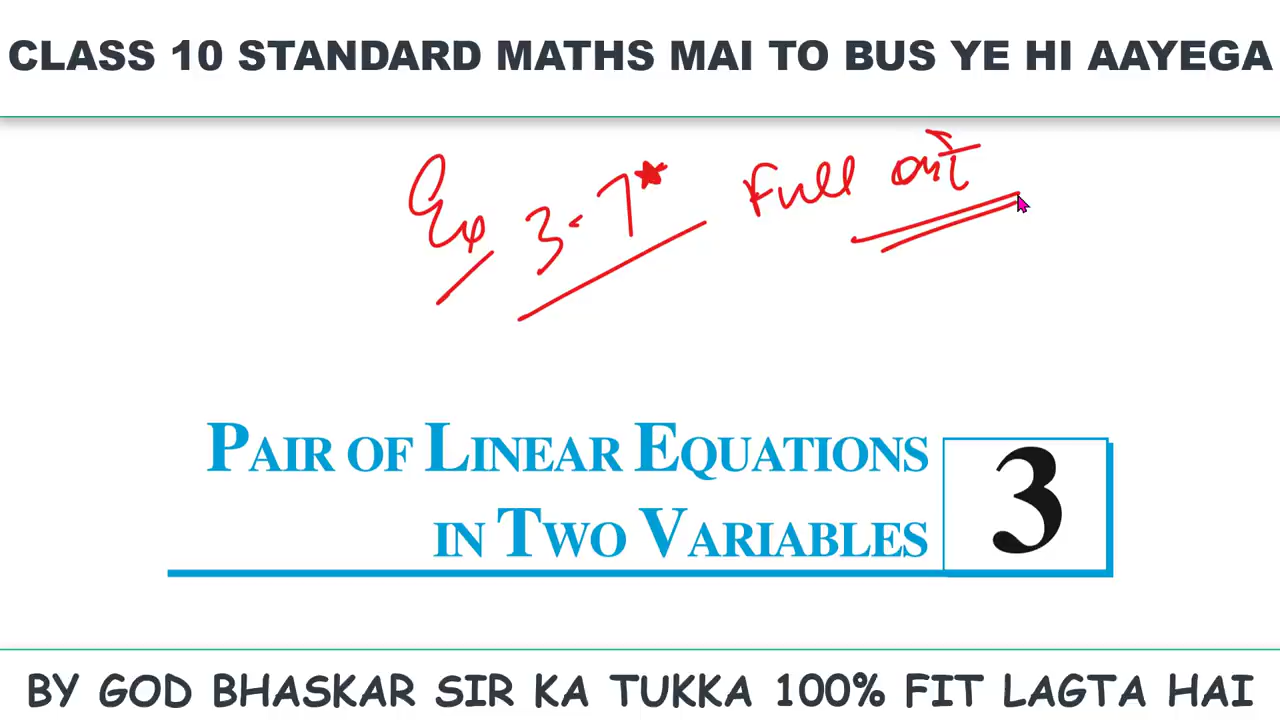 CLASS 10 STANDARD MATHS MAI TO BUS YE HI AAYEGA
Ex 3.7* Full out
PAIR OF LINEAR EQUATIONS
IN TWO VARIABLES
3
BY GOD BHASKAR SIR KA TUKKA 100% FIT LAGTA HAI